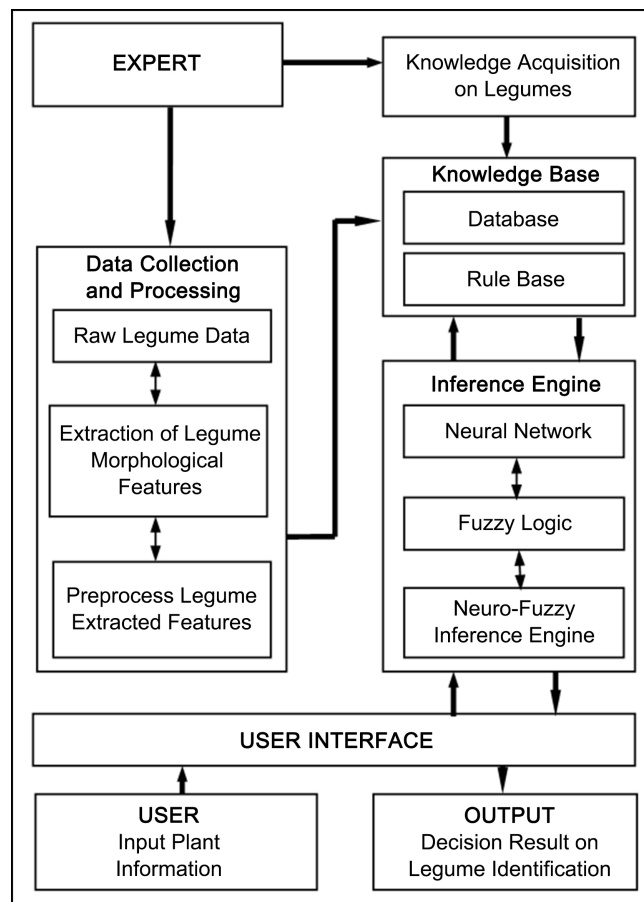 EXPERT
Knowledge Acquisition
on Legumes
Knowledge Base
Database
Rule Base
Data Collection
and Processing
Raw Legume Data
Extraction of Legume
Morphological
Features
Preprocess Legume
Extracted Features
Inference Engine
Neural Network
Fuzzy Logic
Neuro-Fuzzy
Inference Engine
USER INTERFACE
USER
Input Plant
Information
OUTPUT
Decision Result on
Legume Identification